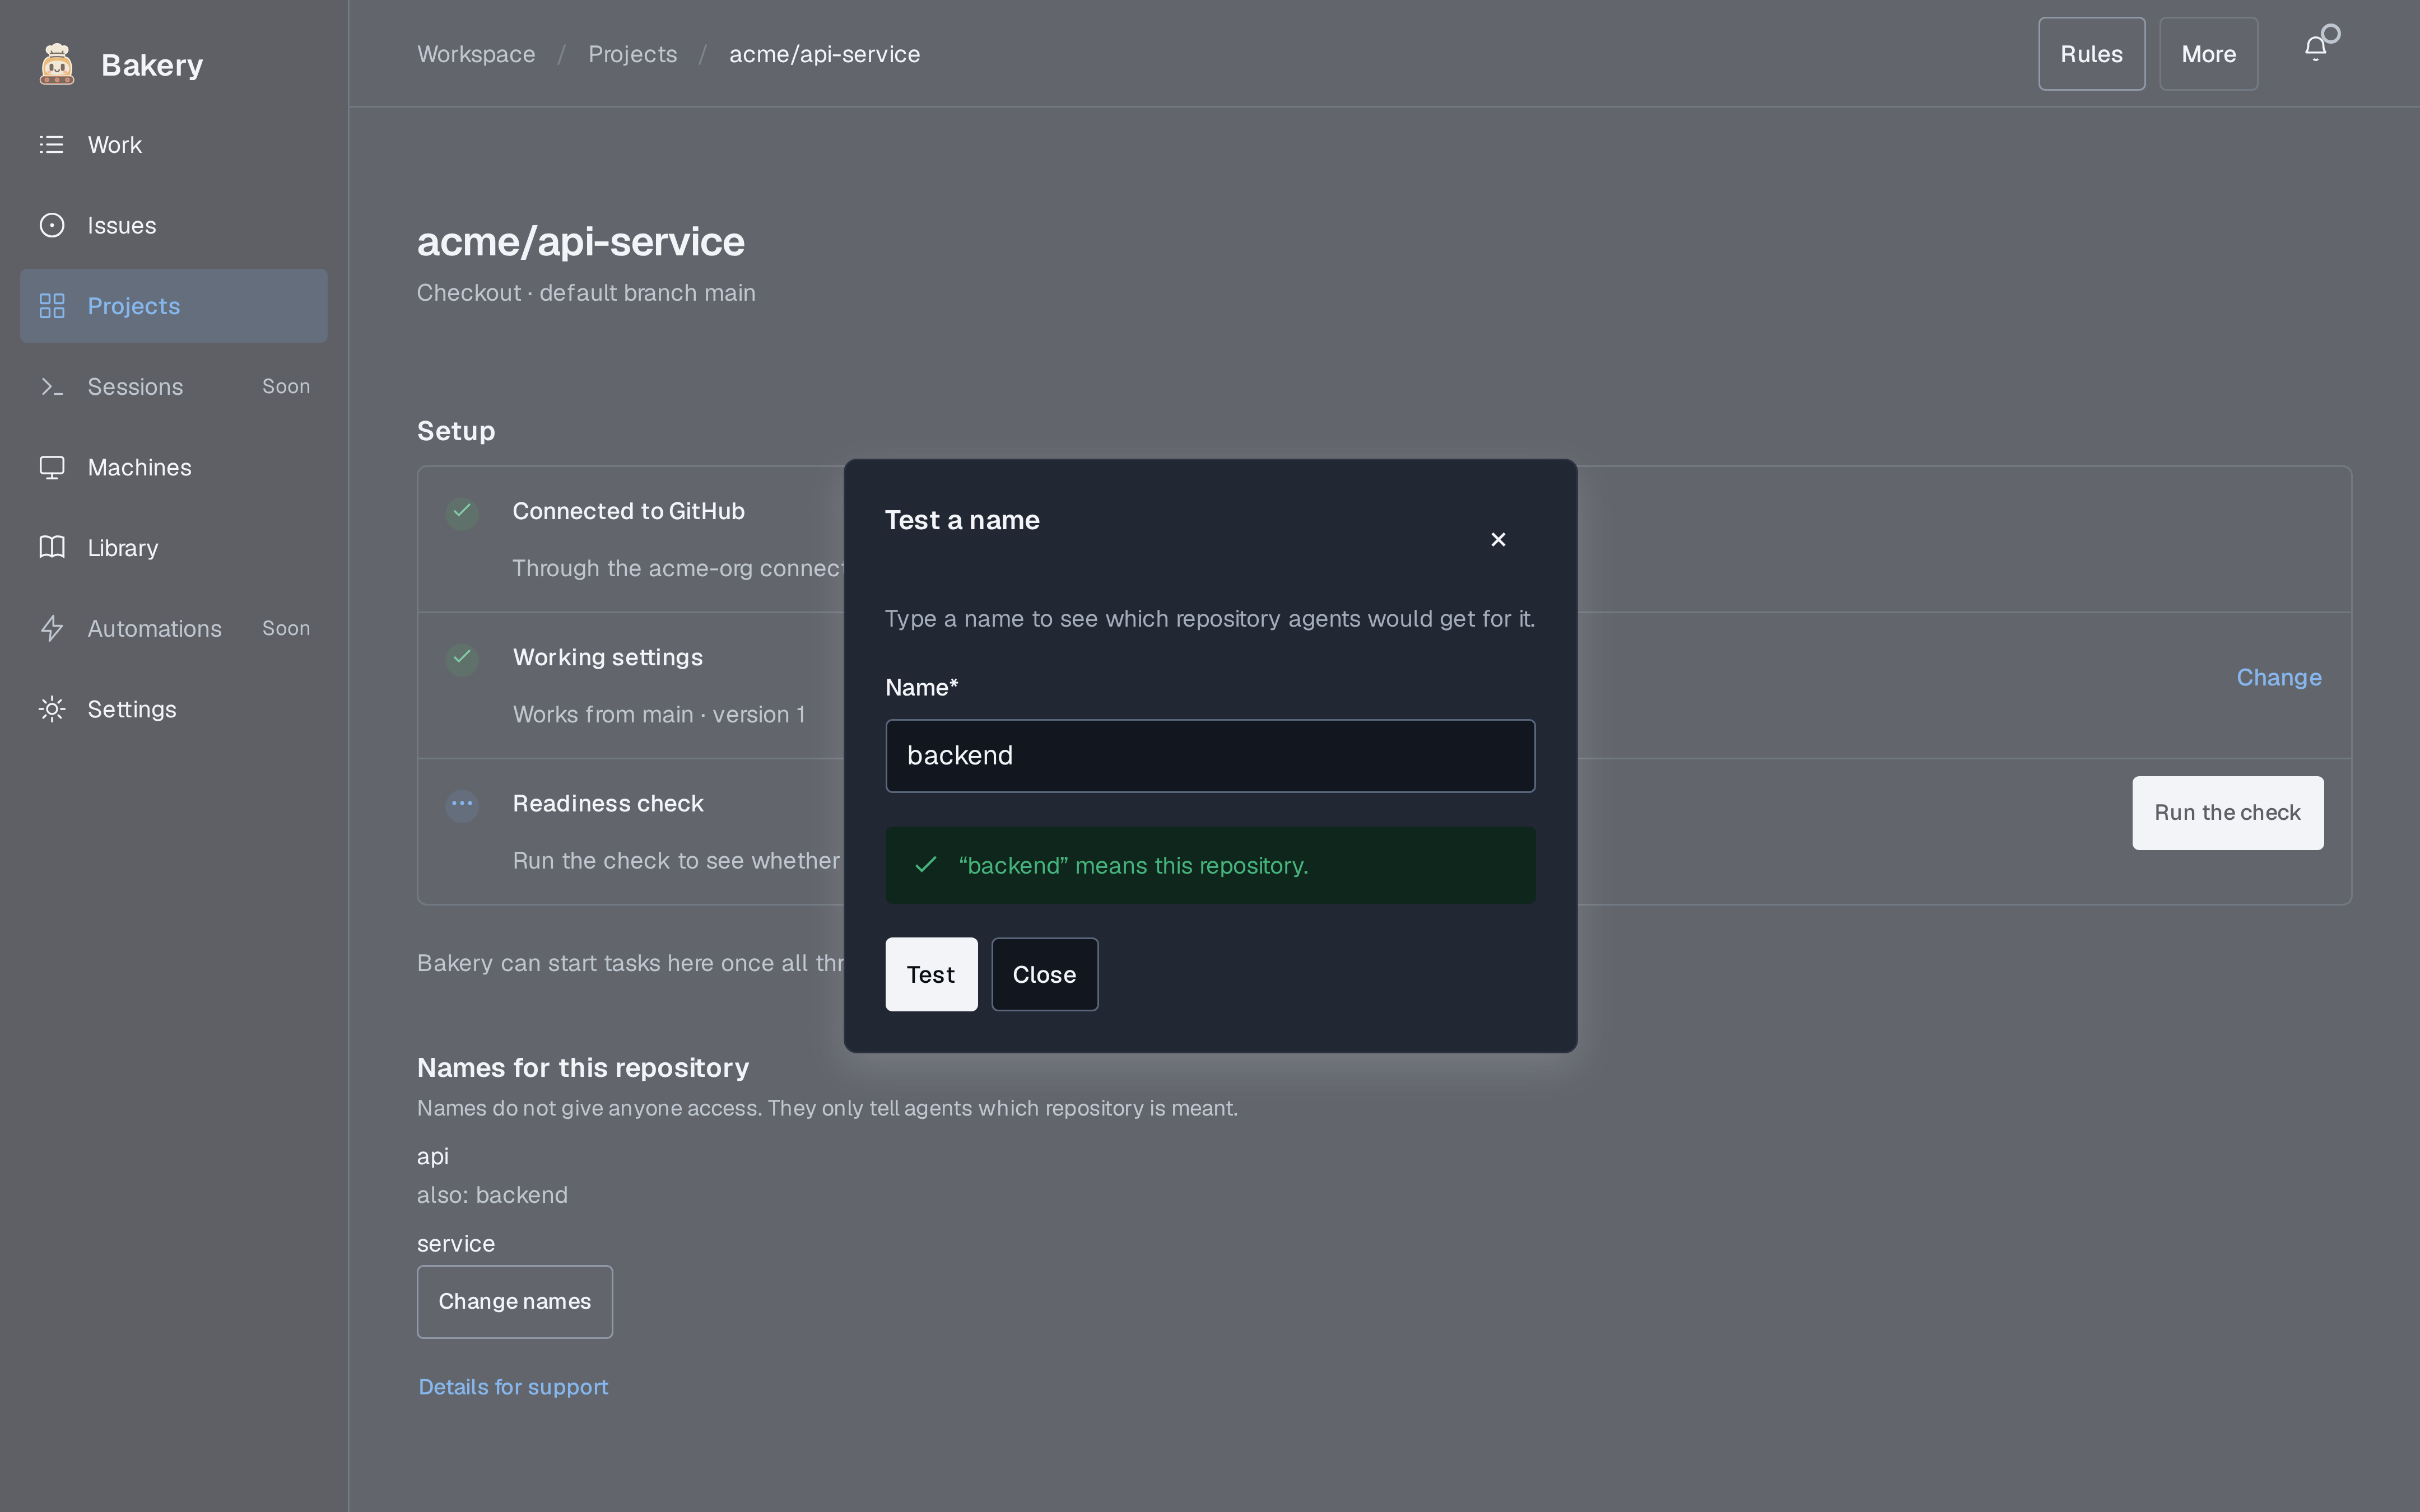 Bakery
Work
Issues
Projects
Sessions Soon
Machines
Library
Automations Soon
Settings
Workspace / Projects / acme/api-service
Rules More
acme/api-service
Checkout · default branch main
Setup
Connected to GitHub
Through the acme-org
Working settings
Works from main · version 1
Change
Readiness check
Run the check to see whether
Run the check
Bakery can start tasks here once all
Test a name
×
Type a name to see which repository agents would get for it.
Name*
backend
“backend” means this repository.
Test Close
Names for this repository
Names do not give anyone access. They only tell agents which repository is meant.
api
also: backend
service
Change names
Details for support